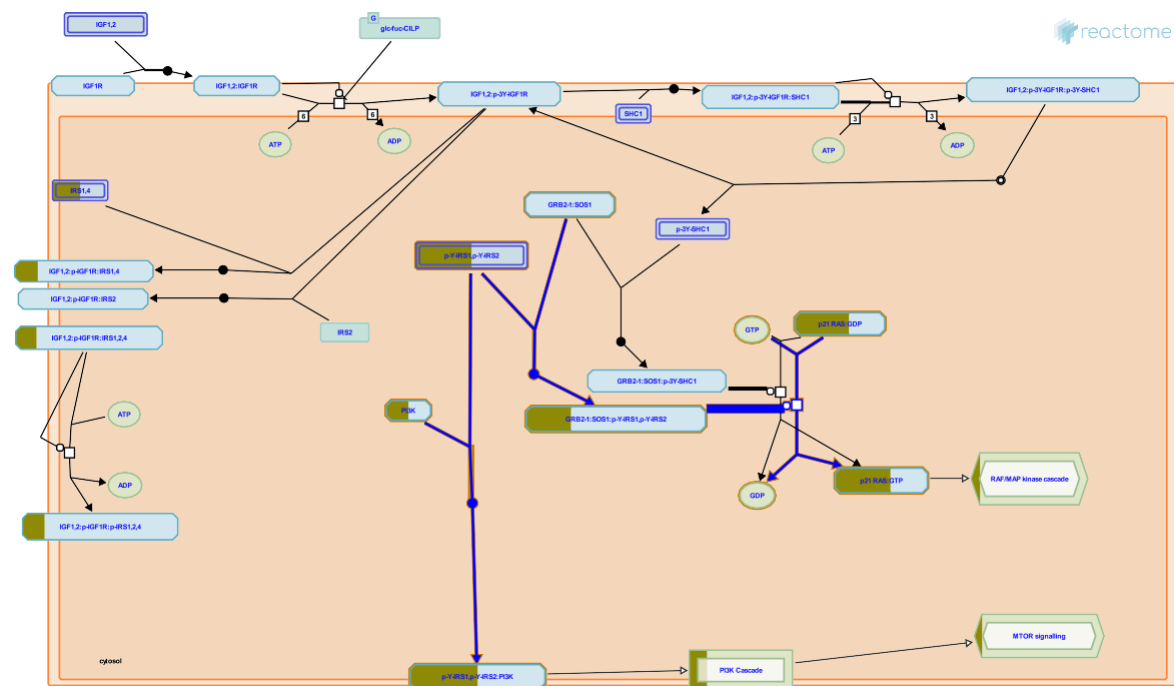 IGF1,2
G
glc-fuc-CILP
reactome
IGF1R
IGF1,2:IGF1R
IGF1,2:p-3Y-IGF1R
IGF1,2:p-3Y-IGF1R:SHC1
IGF1,2:p-3Y-IGF1R:p-3Y-SHC1
SHC1
6
6
3
3
ATP
ADP
ATP
ADP
IRS1,4
GRB2-1:SOS1
p-3Y-SHC1
p-Y-IRS1,p-Y-IRS2
IGF1,2:p-IGF1R:IRS1,4
IGF1,2:p-IGF1R:IRS2
IGF1,2:p-IGF1R:IRS1,2,4
IRS2
GTP
p21 RAS:GDP
GRB2-1:SOS1:p-3Y-SHC1
PI3K
GRB2-1:SOS1:p-Y-IRS1,p-Y-IRS2
ATP
ADP
GDP
p21 RAS:GTP
RAF/MAP kinase cascade
IGF1,2:p-IGF1R:p-IRS1,2,4
MTOR signalling
cytosol
p-Y-IRS1,p-Y-IRS2:PI3K
PI3K Cascade